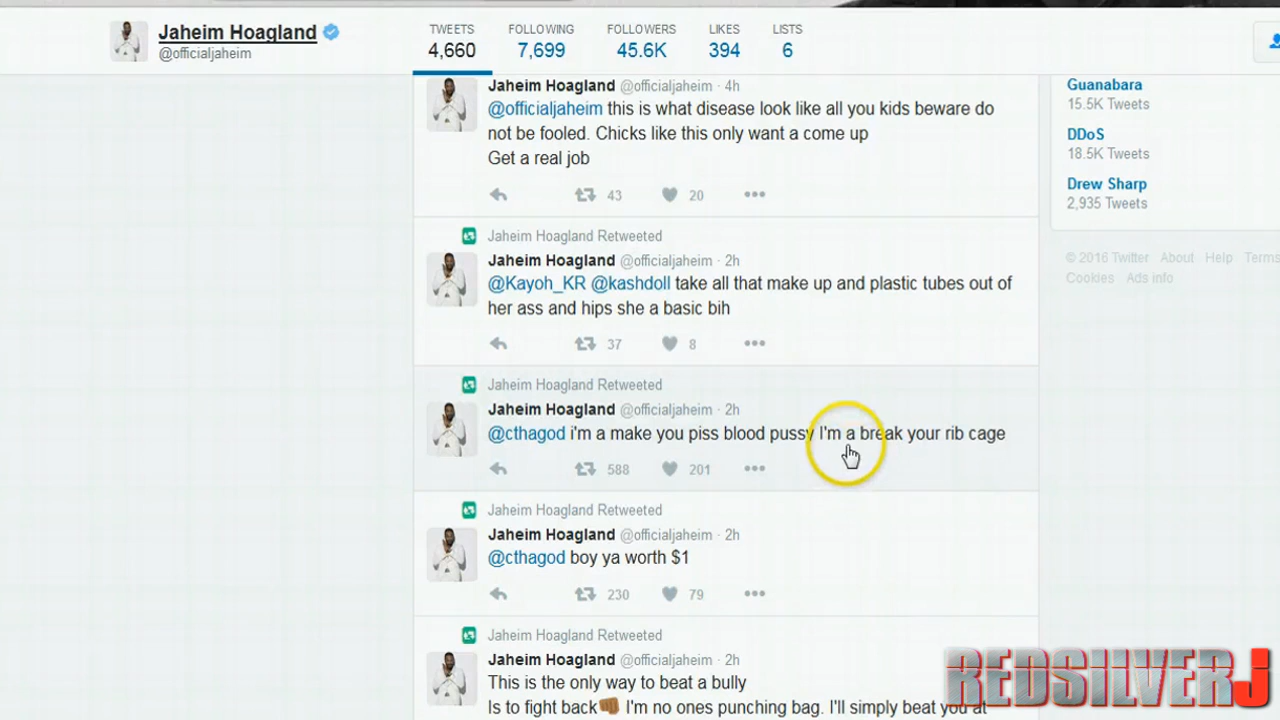 Jaheim Hoagland
@officialjaheim
TWEETS FOLLOWING FOLLOWERS LIKES LISTS
4,660 7,699 45.6K 394 6
Jaheim Hoagland @officialjaheim · 4h
@officialjaheim this is what disease look like all you kids beware do
not be fooled. Chicks like this only want a come up
Get a real job
43 20
Jaheim Hoagland Retweeted
Jaheim Hoagland @officialjaheim · 2h
@Kayoh_KR @kashdoll take all that make up and plastic tubes out of
her ass and hips she a basic bih
37 8
Jaheim Hoagland Retweeted
Jaheim Hoagland @officialjaheim · 2h
@cthagod i'm a make you piss blood pussy I'm a break your rib cage
588 201
Jaheim Hoagland Retweeted
Jaheim Hoagland @officialjaheim · 2h
@cthagod boy ya worth $1
230 79
Jaheim Hoagland Retweeted
Jaheim Hoagland @officialjaheim · 2h
This is the only way to beat a bully
Is to fight back👊🏾 I'm no ones punching bag. I'll simply beat you at
Guanabara
15.5K Tweets
DDoS
18.5K Tweets
Drew Sharp
2,935 Tweets
© 2016 Twitter About Help Terms
Cookies Ads info
REDSILVERJ